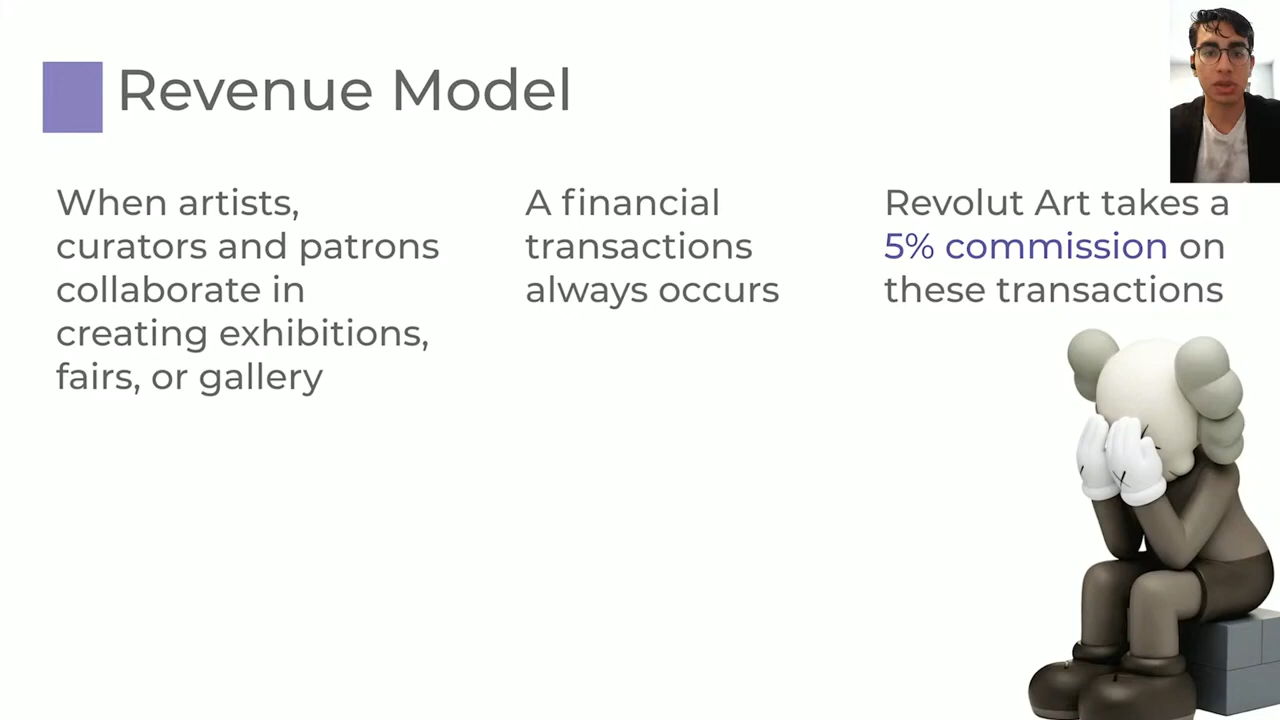 Revenue Model
When artists,
curators and patrons
collaborate in
creating exhibitions,
fairs, or gallery
A financial
transactions
always occurs
Revolut Art takes a
5% commission on
these transactions